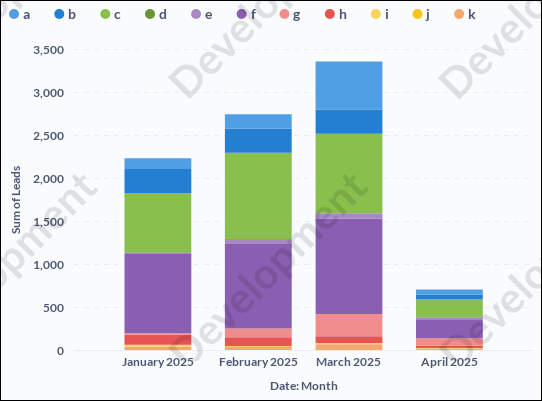 a b c d e f g h i j k
3,500
3,000
2,500
2,000
1,500
1,000
500
0
Sum of Leads
January 2025 February 2025 March 2025 April 2025
Date: Month
Development
Development
Development
Development
Development